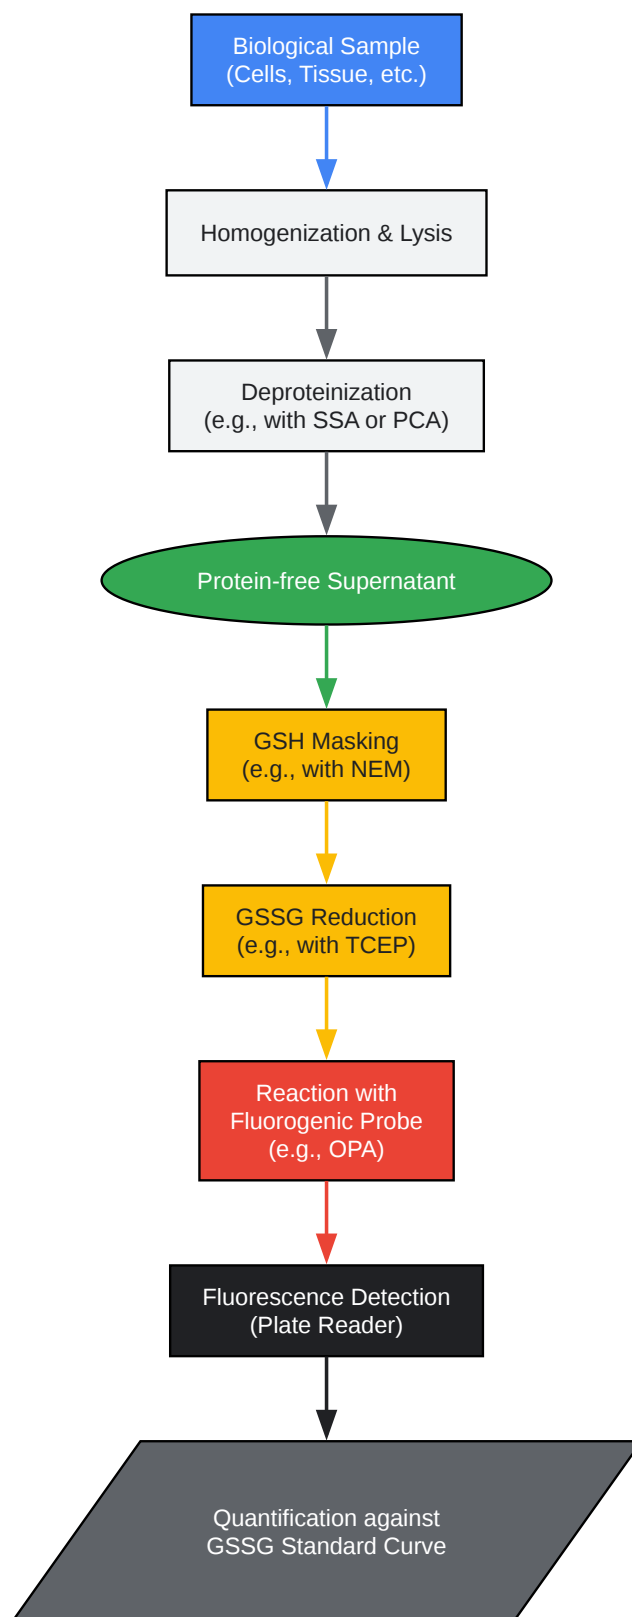 Biological Sample
(Cells, Tissue, etc.)
Homogenization & Lysis
Deproteinization
(e.g., with SSA or PCA)
Protein-free Supernatant
GSH Masking
(e.g., with NEM)
GSSG Reduction
(e.g., with TCEP)
Reaction with
Fluorogenic Probe
(e.g., OPA)
Fluorescence Detection
(Plate Reader)
Quantification against
GSSG Standard Curve